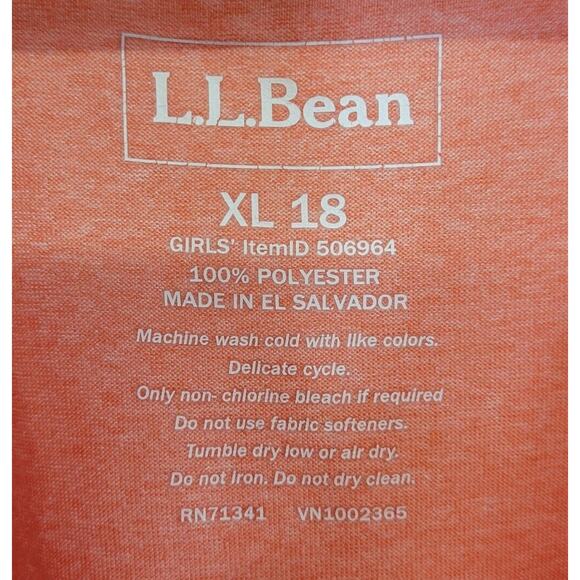 L.L.Bean
XL 18
GIRLS' ItemID 506964
100% POLYESTER
MADE IN EL SALVADOR
Machine wash cold with like colors.
Delicate cycle.
Only non- chlorine bleach if required
Do not use fabric softeners.
Tumble dry low or air dry.
Do not iron. Do not dry clean.
RN71341 VN1002365